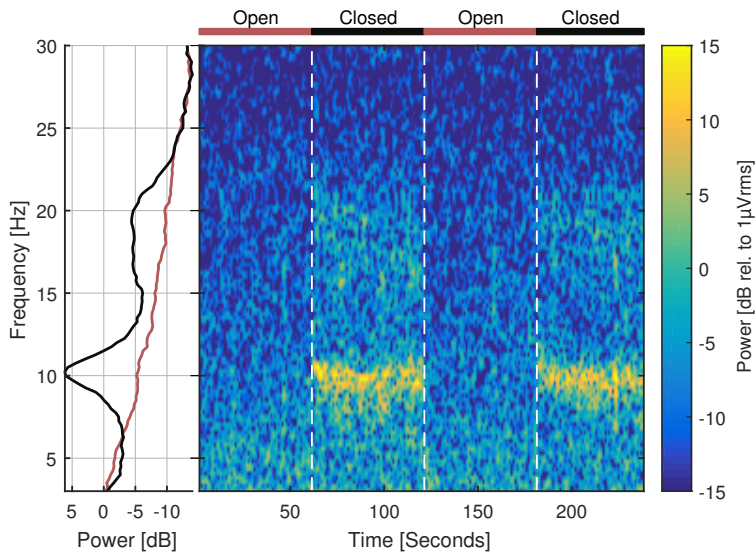 Open Closed Open Closed
30
25
20
15
10
5
Frequency [Hz]
5 0 -5 -10
Power [dB]
50 100 150 200
Time [Seconds]
15
10
5
0
-5
-10
-15
Power [dB rel. to 1µVrms]